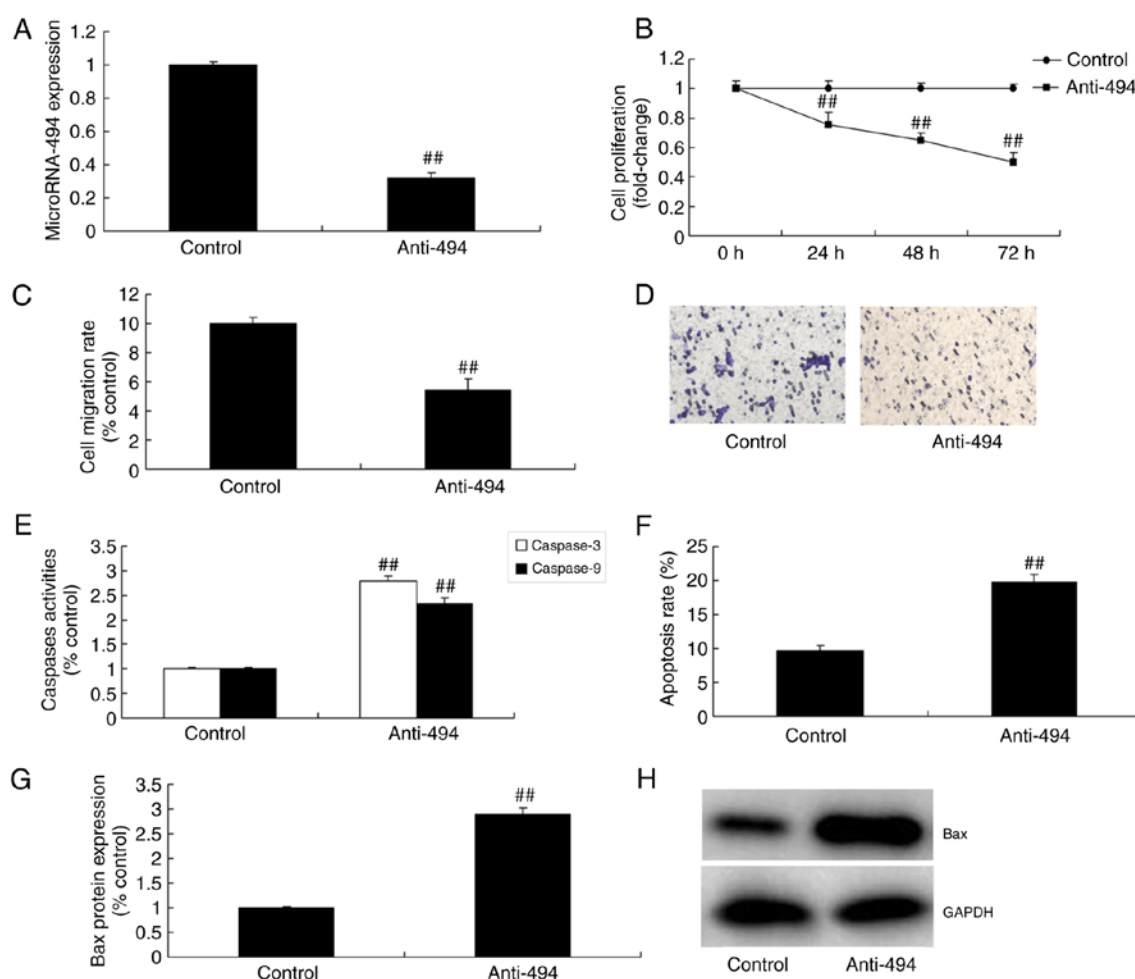 A
MicroRNA-494 expression
1.2
1
0.8
0.6
0.4
0.2
0
##
Control
Anti-494
B
Cell proliferation
(fold-change)
1.2
1
0.8
0.6
0.4
0.2
0
##
##
##
0 h
24 h
48 h
72 h
Control
Anti-494
C
Cell migration rate
(% control)
12
10
8
6
4
2
0
##
Control
Anti-494
D
Control
Anti-494
E
Caspases activities
(% control)
3.5
3
2.5
2
1.5
1
0.5
0
##
##
Caspase-3
Caspase-9
Control
Anti-494
F
Apoptosis rate (%)
25
20
15
10
5
0
##
Control
Anti-494
G
Bax protein expression
(% control)
3.5
3
2.5
2
1.5
1
0.5
0
##
Control
Anti-494
H
Bax
GAPDH
Control
Anti-494